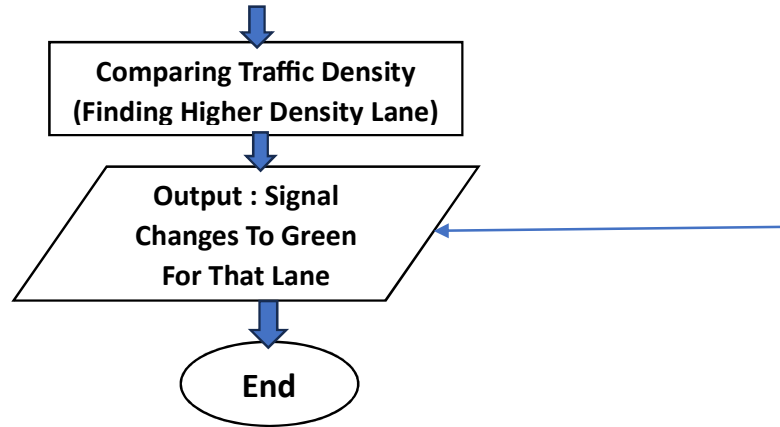 Comparing Traffic Density
(Finding Higher Density Lane)
Output : Signal
Changes To Green
For That Lane
End